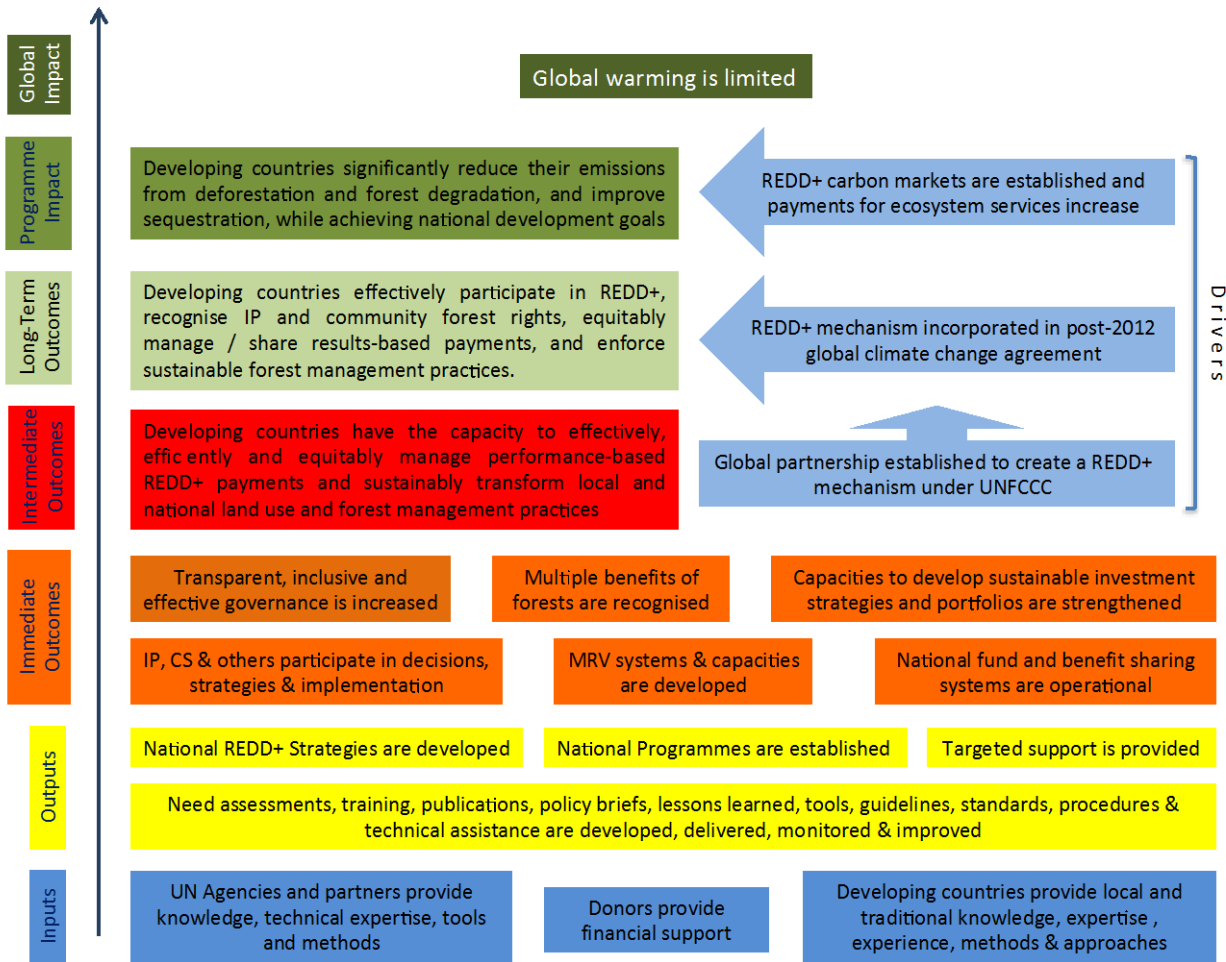 Global
Impact
Global warming is limited
Programme
Impact
Developing countries significantly reduce their emissions
from deforestation and forest degradation, and improve
sequestration, while achieving national development goals
REDD+ carbon markets are established and
payments for ecosystem services increase
Long-Term
Outcomes
Developing countries effectively participate in REDD+,
recognise IP and community forest rights, equitably
manage / share results-based payments, and enforce
sustainable forest management practices.
REDD+ mechanism incorporated in post-2012
global climate change agreement
Drivers
Intermediate
Outcomes
Developing countries have the capacity to effectively,
effic ently and equitably manage performance-based
REDD+ payments and sustainably transform local and
national land use and forest management practices
Global partnership established to create a REDD+
mechanism under UNFCCC
Immediate
Outcomes
Transparent, inclusive and
effective governance is increased
Multiple benefits of
forests are recognised
Capacities to develop sustainable investment
strategies and portfolios are strengthened
IP, CS & others participate in decisions,
strategies & implementation
MRV systems & capacities
are developed
National fund and benefit sharing
systems are operational
Outputs
National REDD+ Strategies are developed
National Programmes are established
Targeted support is provided
Need assessments, training, publications, policy briefs, lessons learned, tools, guidelines, standards, procedures &
technical assistance are developed, delivered, monitored & improved
Inputs
UN Agencies and partners provide
knowledge, technical expertise, tools
and methods
Donors provide
financial support
Developing countries provide local and
traditional knowledge, expertise ,
experience, methods & approaches